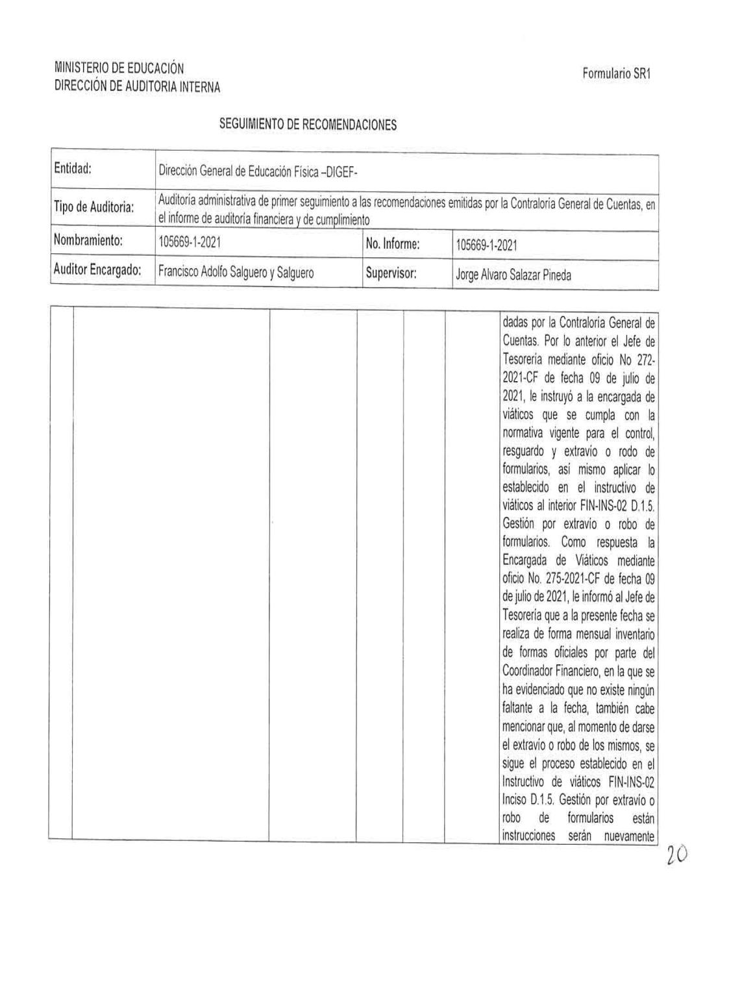 MINISTERIO DE EDUCACIÓN
Formulario SR1
DIRECCIÓN DE AUDITORIA INTERNA
SEGUIMIENTO DE RECOMENDACIONES
Entidad: Dirección General de Educación Física –DIGEF-
Tipo de Auditoria: Auditoria administrativa de primer seguimiento a las recomendaciones emitidas por la Contraloría General de Cuentas, en
el informe de auditoría financiera y de cumplimiento
Nombramiento: 105669-1-2021 No. Informe: 105669-1-2021
Auditor Encargado: Francisco Adolfo Salguero y Salguero Supervisor: Jorge Alvaro Salazar Pineda
dadas por la Contraloría General de
Cuentas. Por lo anterior el Jefe de
Tesorería mediante oficio No 272-
2021-CF de fecha 09 de julio de
2021, le instruyó a la encargada de
viáticos que se cumpla con la
normativa vigente para el control,
resguardo y extravío o rodo de
formularios, así mismo aplicar lo
establecido en el instructivo de
viáticos al interior FIN-INS-02 D.1.5.
Gestión por extravío o robo de
formularios. Como respuesta la
Encargada de Viáticos mediante
oficio No. 275-2021-CF de fecha 09
de julio de 2021, le informó al Jefe de
Tesorería que a la presente fecha se
realiza de forma mensual inventario
de formas oficiales por parte del
Coordinador Financiero, en la que se
ha evidenciado que no existe ningún
faltante a la fecha, también cabe
mencionar que, al momento de darse
el extravío o robo de los mismos, se
sigue el proceso establecido en el
Instructivo de viáticos FIN-INS-02
Inciso D.1.5. Gestión por extravío o
robo de formularios están
instrucciones serán nuevamente
20